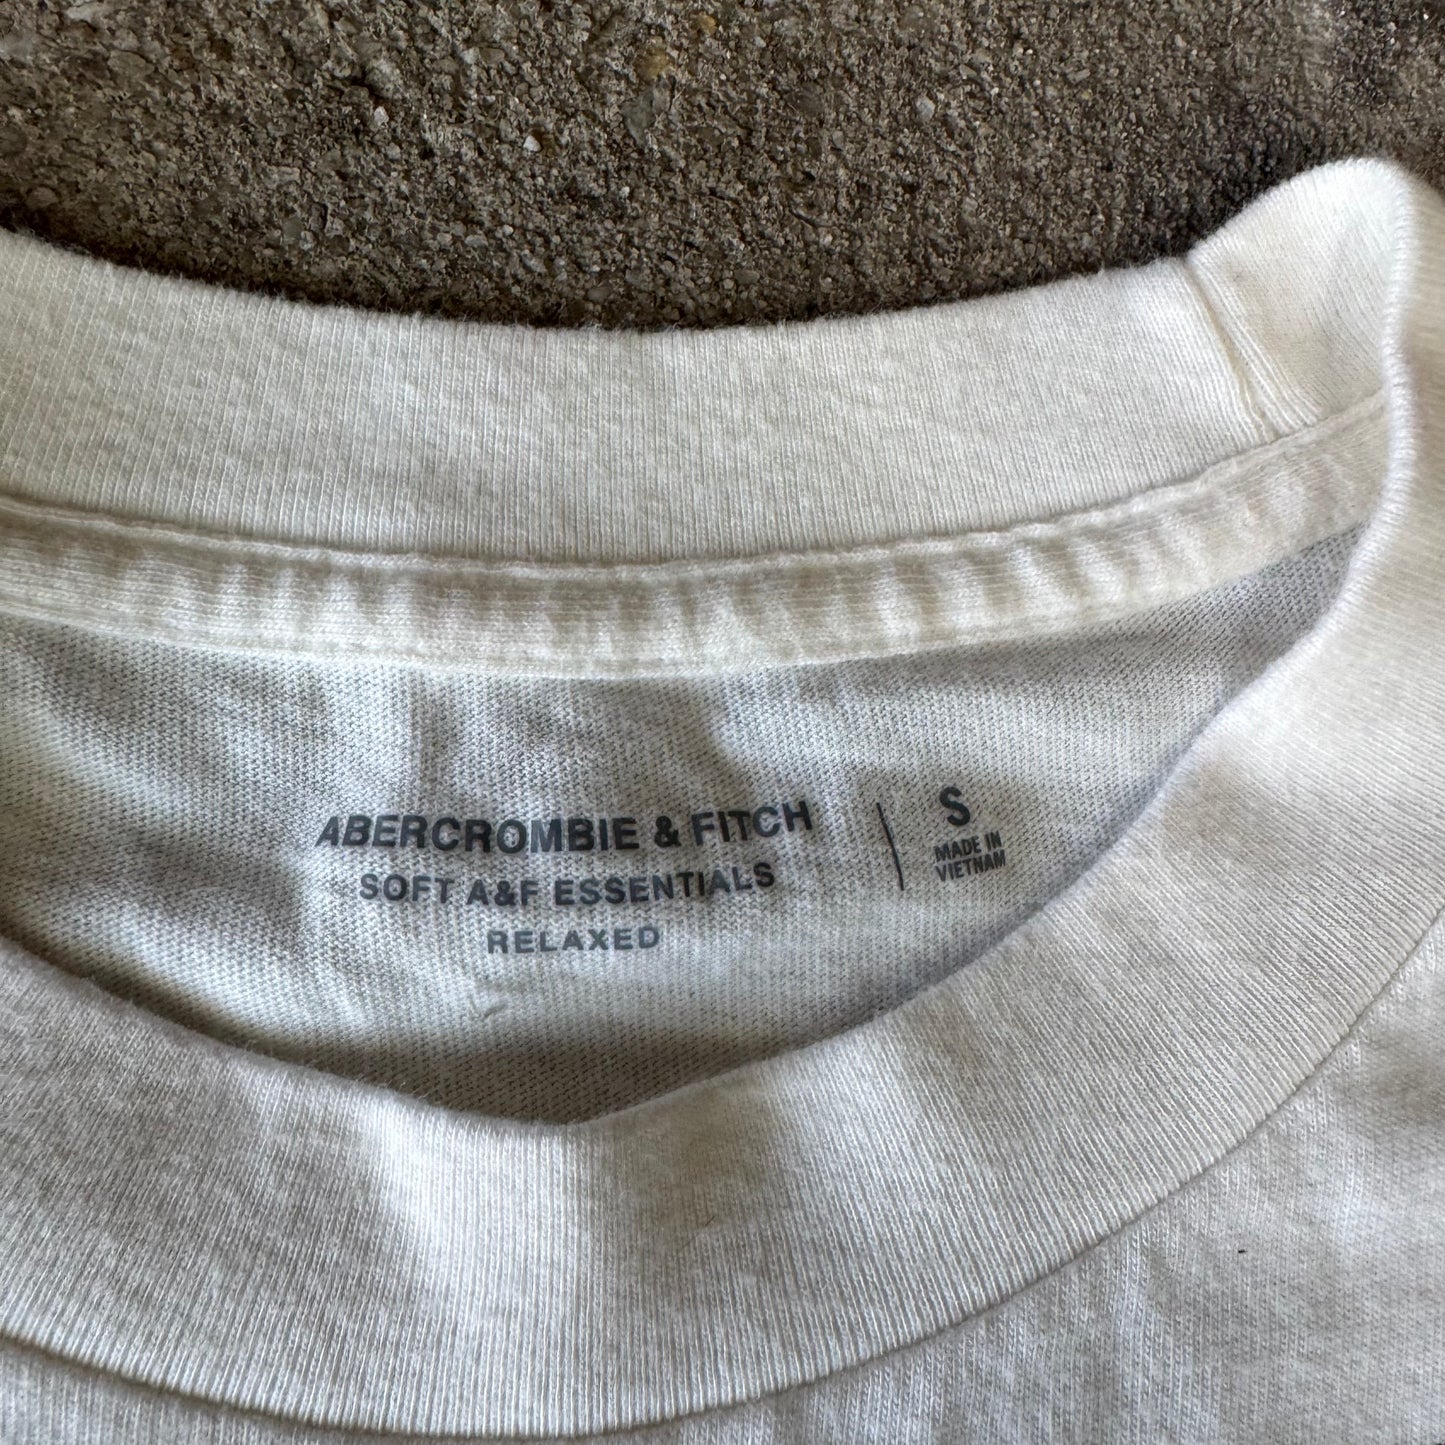 ABERCROMBIE & FITCH
SOFT A&F ESSENTIALS
RELAXED
S
MADE IN
VIETNAM